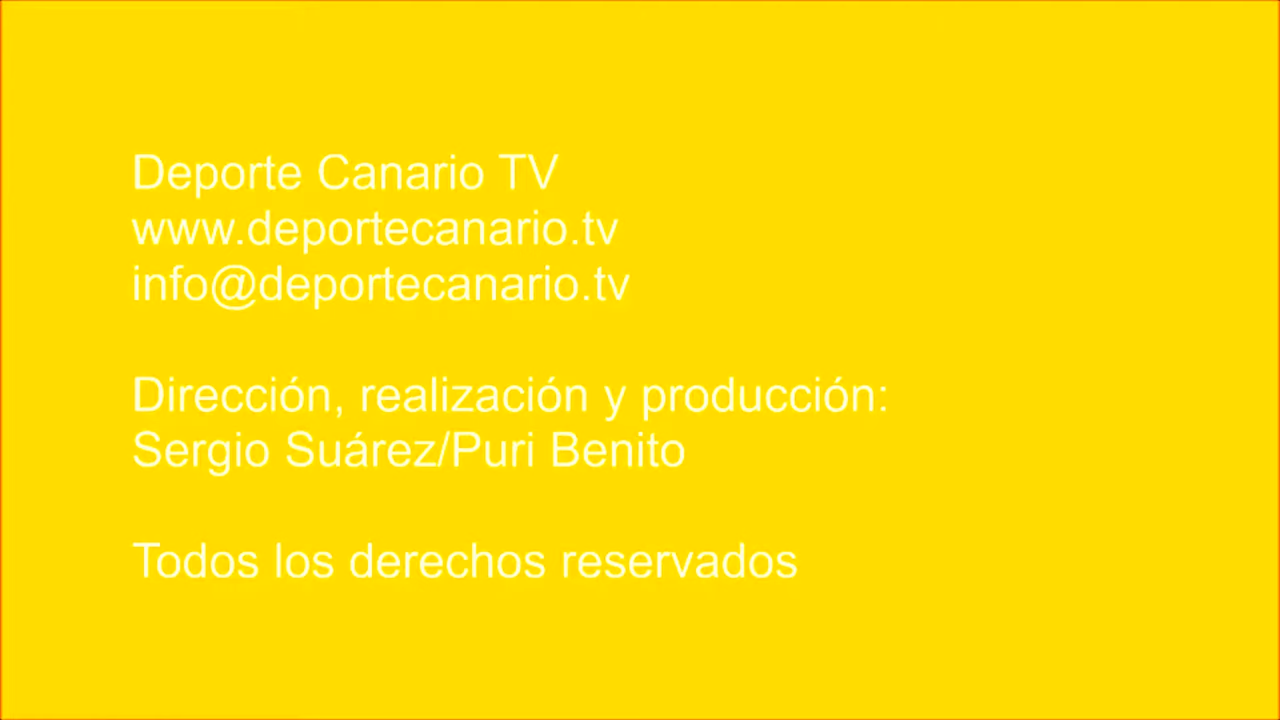 Deporte Canario TV
www.deportecanario.tv
info@deportecanario.tv
Dirección, realización y producción:
Sergio Suárez/Puri Benito
Todos los derechos reservados